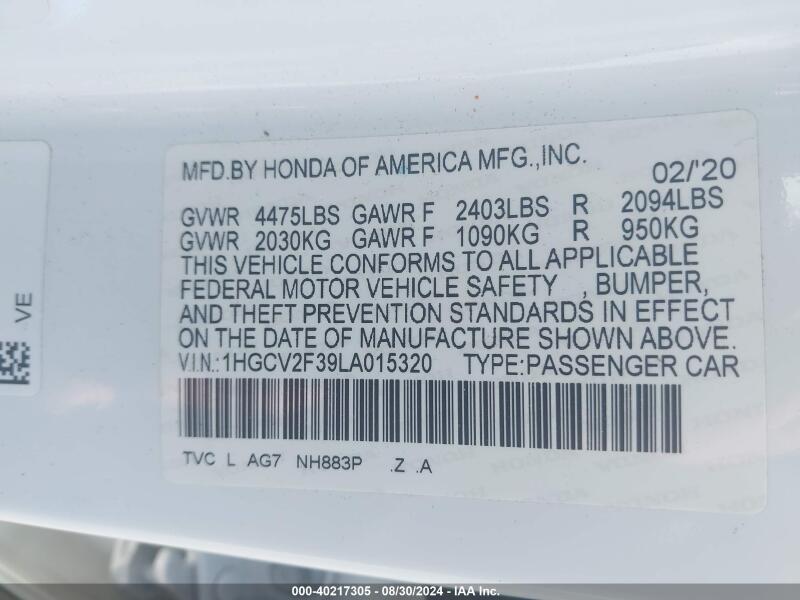 MFD.BY HONDA OF AMERICA MFG.,INC. 02/'20
GVWR 4475LBS GAWR F 2403LBS R 2094LBS
GVWR 2030KG GAWR F 1090KG R 950KG
THIS VEHICLE CONFORMS TO ALL APPLICABLE
FEDERAL MOTOR VEHICLE SAFETY , BUMPER,
AND THEFT PREVENTION STANDARDS IN EFFECT
ON THE DATE OF MANUFACTURE SHOWN ABOVE.
V.I.N.:1HGCV2F39LA015320 TYPE:PASSENGER CAR
TVC L AG7 NH883P .Z .A
VE
000-40217305 - 08/30/2024 - IAA Inc.